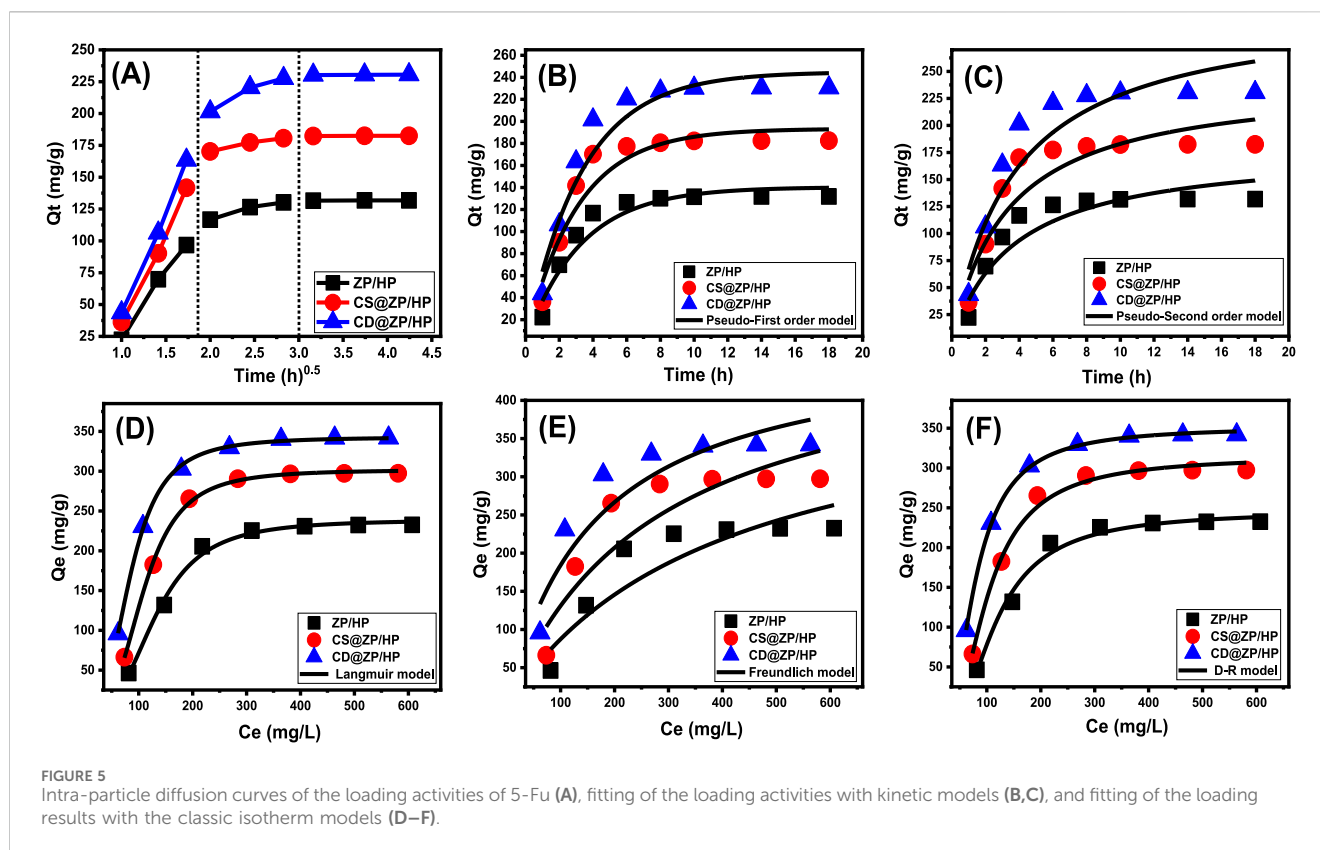 (A)
Qt (mg/g)
250
225
200
175
150
125
100
75
50
25
1.0 1.5 2.0 2.5 3.0 3.5 4.0 4.5
Time (h)^0.5
ZP/HP
CS@ZP/HP
CD@ZP/HP
(B)
Qt (mg/g)
260
240
220
200
180
160
140
120
100
80
60
40
20
0 2 4 6 8 10 12 14 16 18 20
Time (h)
ZP/HP
CS@ZP/HP
CD@ZP/HP
Pseudo-First order model
(C)
Qt (mg/g)
250
225
200
175
150
125
100
75
50
25
0 2 4 6 8 10 12 14 16 18 20
Time (h)
ZP/HP
CS@ZP/HP
CD@ZP/HP
Pseudo-Second order model
(D)
Qe (mg/g)
400
350
300
250
200
150
100
50
100 200 300 400 500 600
Ce (mg/L)
ZP/HP
CS@ZP/HP
CD@ZP/HP
Langmuir model
(E)
Qe (mg/g)
400
350
300
250
200
150
100
50
100 200 300 400 500 600
Ce (mg/L)
ZP/HP
CS@ZP/HP
CD@ZP/HP
Freundlich model
(F)
Qe (mg/g)
400
350
300
250
200
150
100
50
100 200 300 400 500 600
Ce (mg/L)
ZP/HP
CS@ZP/HP
CD@ZP/HP
D-R model
FIGURE 5
Intra-particle diffusion curves of the loading activities of 5-Fu (A), fitting of the loading activities with kinetic models (B,C), and fitting of the loading
results with the classic isotherm models (D–F).